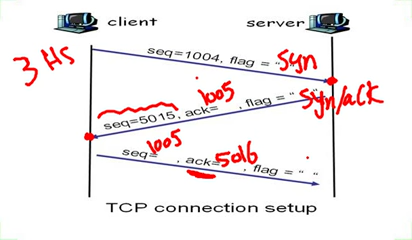 client server
3 Hs
seq=1004, flag = " Syn
seq=5015, ack= 1005, flag = " " Syn/ack
seq= 1005, ack=5016, flag = " "
TCP connection setup